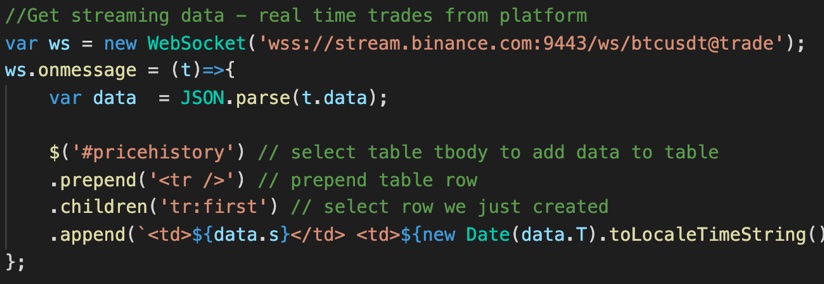 //Get streaming data - real time trades from platform
var ws = new WebSocket('wss://stream.binance.com:9443/ws/btcusdt@trade');
ws.onmessage = (t)=>{
var data  = JSON.parse(t.data);
$('#pricehistory') // select table tbody to add data to table
.prepend('<tr />') // prepend table row
.children('tr:first') // select row we just created
.append(`<td>${data.s}</td> <td>${new Date(data.T).toLocaleTimeString()
};